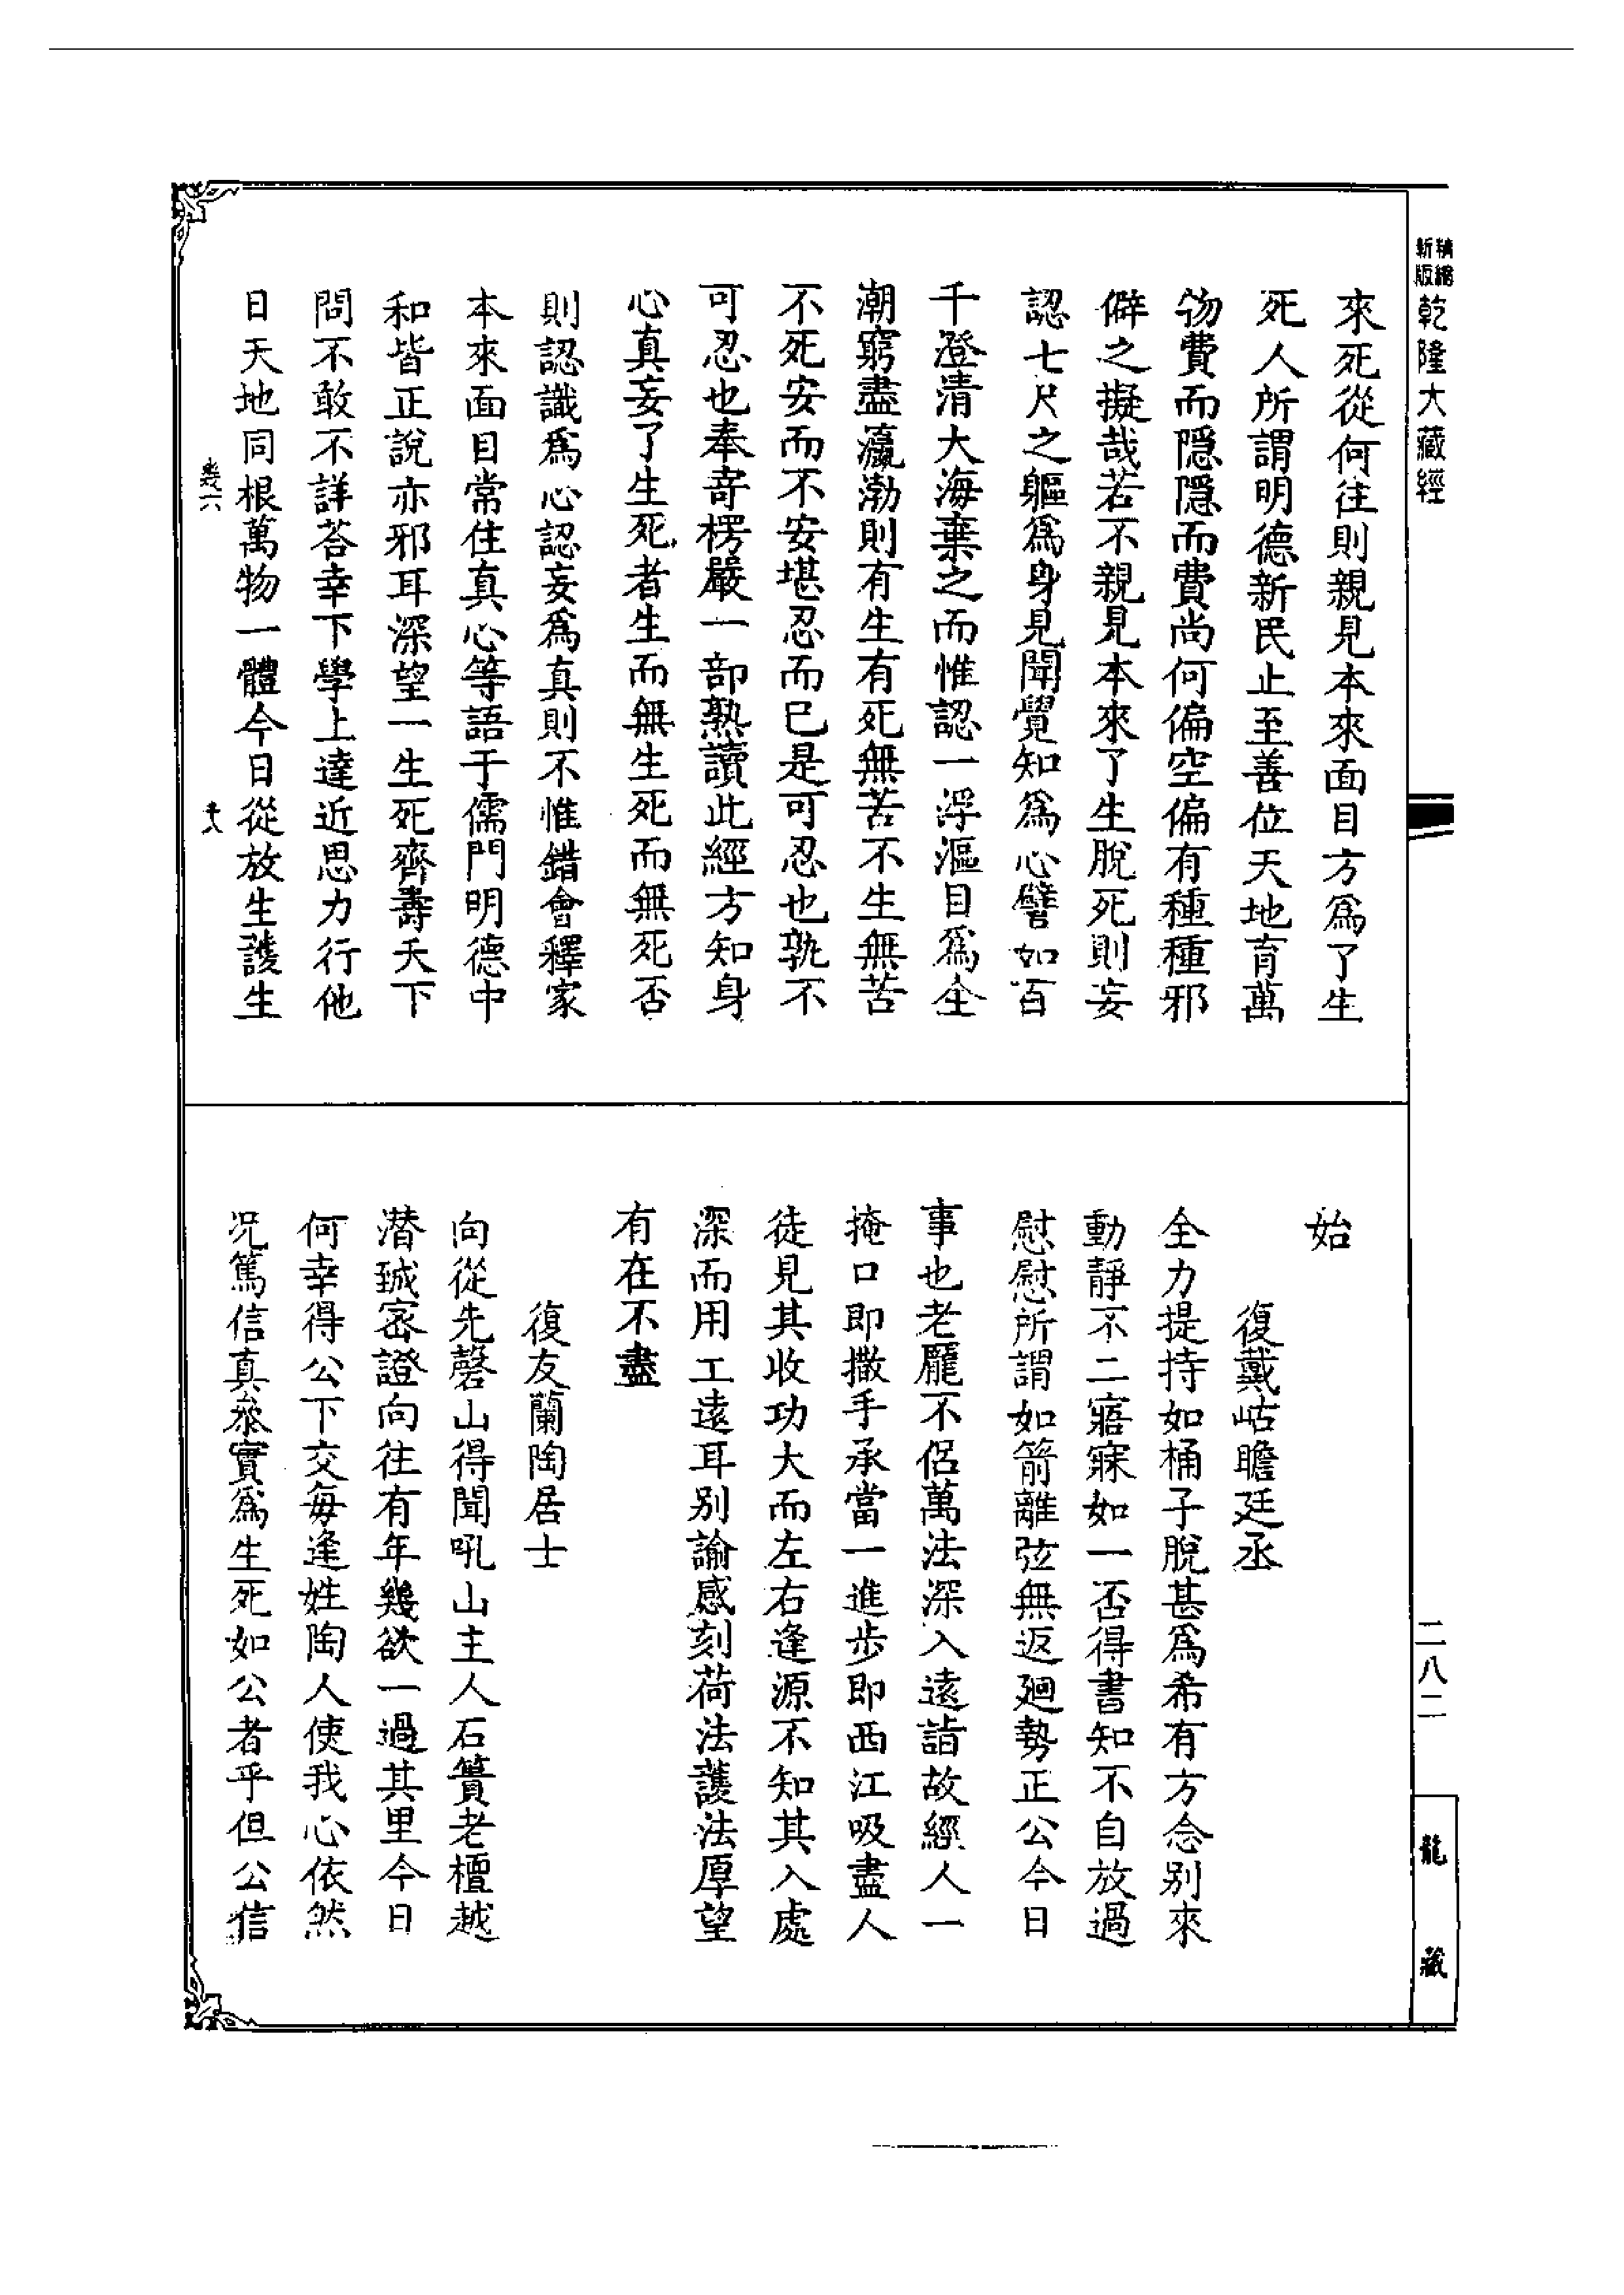 精縮
新版
乾隆大藏經
來死從何往則親見本來面目方爲了生
死人所謂明德新民止至善位天地育萬
物費而隱隱而費尚何偏空偏有種種邪
僻之擬哉若不親見本來了生脫死則妄
認七尺之軀爲身見聞覺知爲心譬如百
千澄清大海棄之而惟認一浮漚目爲全
潮窮盡瀛渤則有生有死無苦不生無苦
不死安而不安堪忍而已是可忍也孰不
可忍也奉寄楞嚴一部熟讀此經方知身
心真妄了生死者生而無生死而無死否
則認識爲心認妄爲真則不惟錯會釋家
本來面目常住真心等語于儒門明德中
和皆正說亦邪耳深望一生死齊壽夭下
問不敢不詳荅幸下學上達近思力行他
日天地同根萬物一體今日從放生護生
始
復戴岵瞻廷丞
全力提持如桶子脫甚爲希有方念别來
動靜不二寤寐如一否得書知不自放過
慰慰所謂如箭離弦無返廻勢正公今日
事也老龐不侶萬法深入遠詣故經人一
掩口即撒手承當一進步即西江吸盡人
徒見其收功大而左右逢源不知其入處
深而用工遠耳别諭感刻荷法護法厚望
有在不盡
復友蘭陶居士
向從先磬山得聞吼山主人石簣老檀越
潛誠密證向往有年幾欲一過其里今日
何幸得公下交每逢姓陶人使我心依然
况篤信真叅實爲生死如公者乎但公信
二八二
龍藏